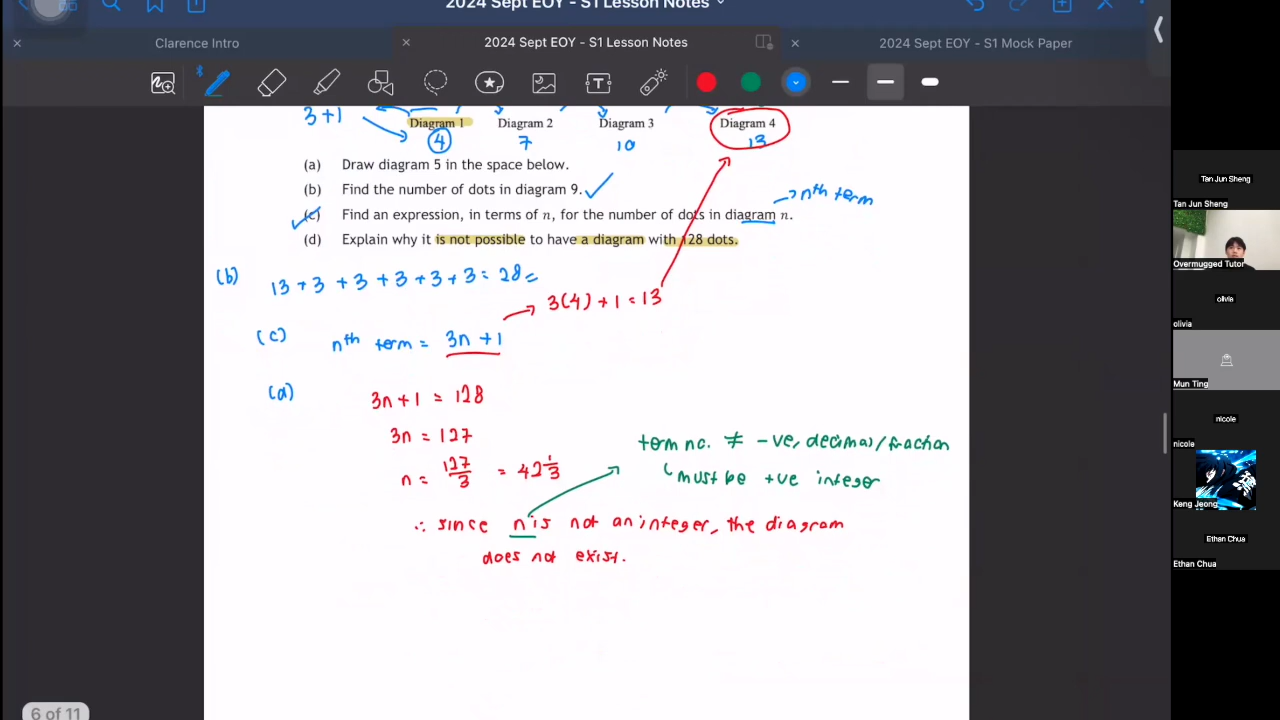 2024 Sept EOY - S1 Lesson Notes
Clarence Intro
2024 Sept EOY - S1 Lesson Notes
2024 Sept EOY - S1 Mock Paper
3+1
Diagram 1 Diagram 2 Diagram 3 Diagram 4
4 7 10 13
(a) Draw diagram 5 in the space below.
(b) Find the number of dots in diagram 9.
(c) Find an expression, in terms of n, for the number of dots in diagram n.
nth term
(d) Explain why it is not possible to have a diagram with 128 dots.
(b) 13 + 3 + 3 + 3 + 3 + 3 = 28
3(4) + 1 = 13
(c) nth term = 3n + 1
(d) 3n + 1 = 128
3n = 127
n = 127/3 = 42 1/3
term no. ≠ -ve, decimal/fraction
must be +ve integer
∴ since n is not an integer, the diagram
does not exist.
6 of 11
Tan Jun Sheng
Tan Jun Sheng
Overmugged Tutor
olivia
olivia
Mun Ting
nicole
nicole
Keng Jeong
Ethan Chua
Ethan Chua